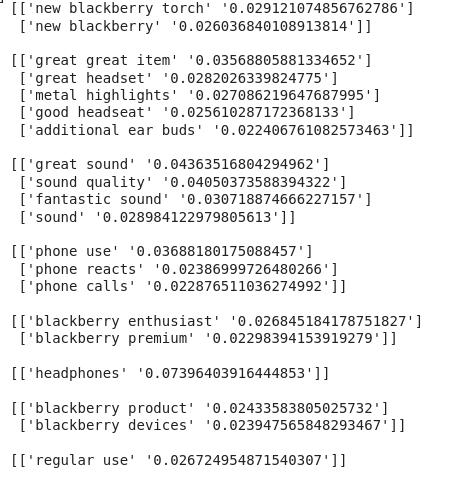 [['new blackberry torch' '0.029121074856762786']
 ['new blackberry' '0.026036840108913814']]

[['great great item' '0.03568805881334652']
 ['great headset' '0.0282026339824775']
 ['metal highlights' '0.027086219647687995']
 ['good headseat' '0.025610287172368133']
 ['additional ear buds' '0.022406761082573463']]

[['great sound' '0.04363516804294962']
 ['sound quality' '0.04050373588394322']
 ['fantastic sound' '0.030718874666227157']
 ['sound' '0.028984122979805613']]

[['phone use' '0.03688180175088457']
 ['phone reacts' '0.02386999726480266']
 ['phone calls' '0.022876511036274992']]

[['blackberry enthusiast' '0.026845184178751827']
 ['blackberry premium' '0.02298394153919279']]

[['headphones' '0.07396403916444853']]

[['blackberry product' '0.02433583805025732']
 ['blackberry devices' '0.023947565848293467']]

[['regular use' '0.026724954871540307']]